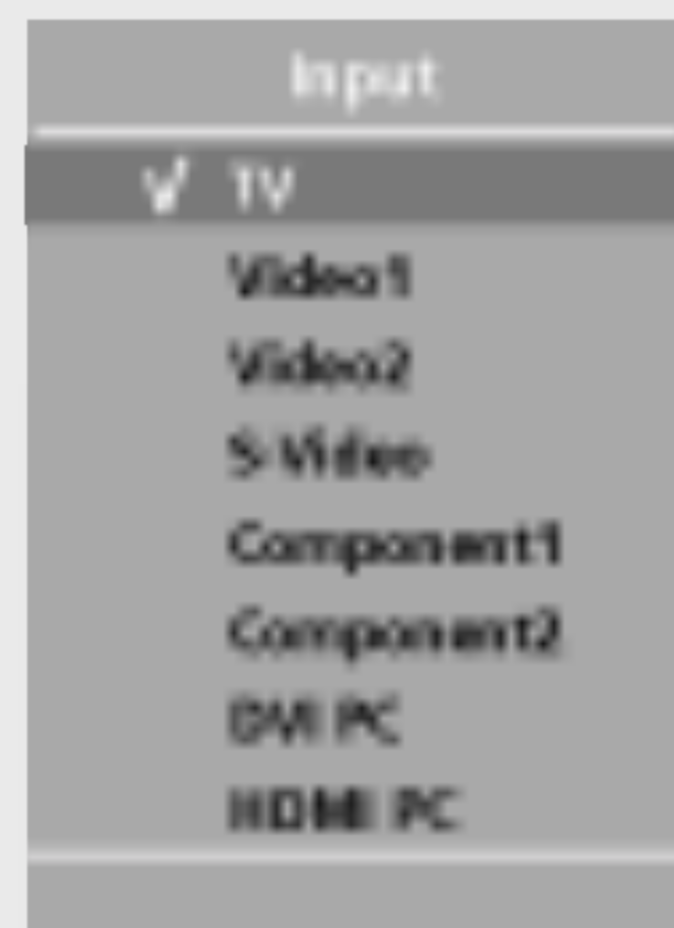 Input
TV
Video1
Video2
S-Video
Component1
Component2
DVI PC
HDMI PC